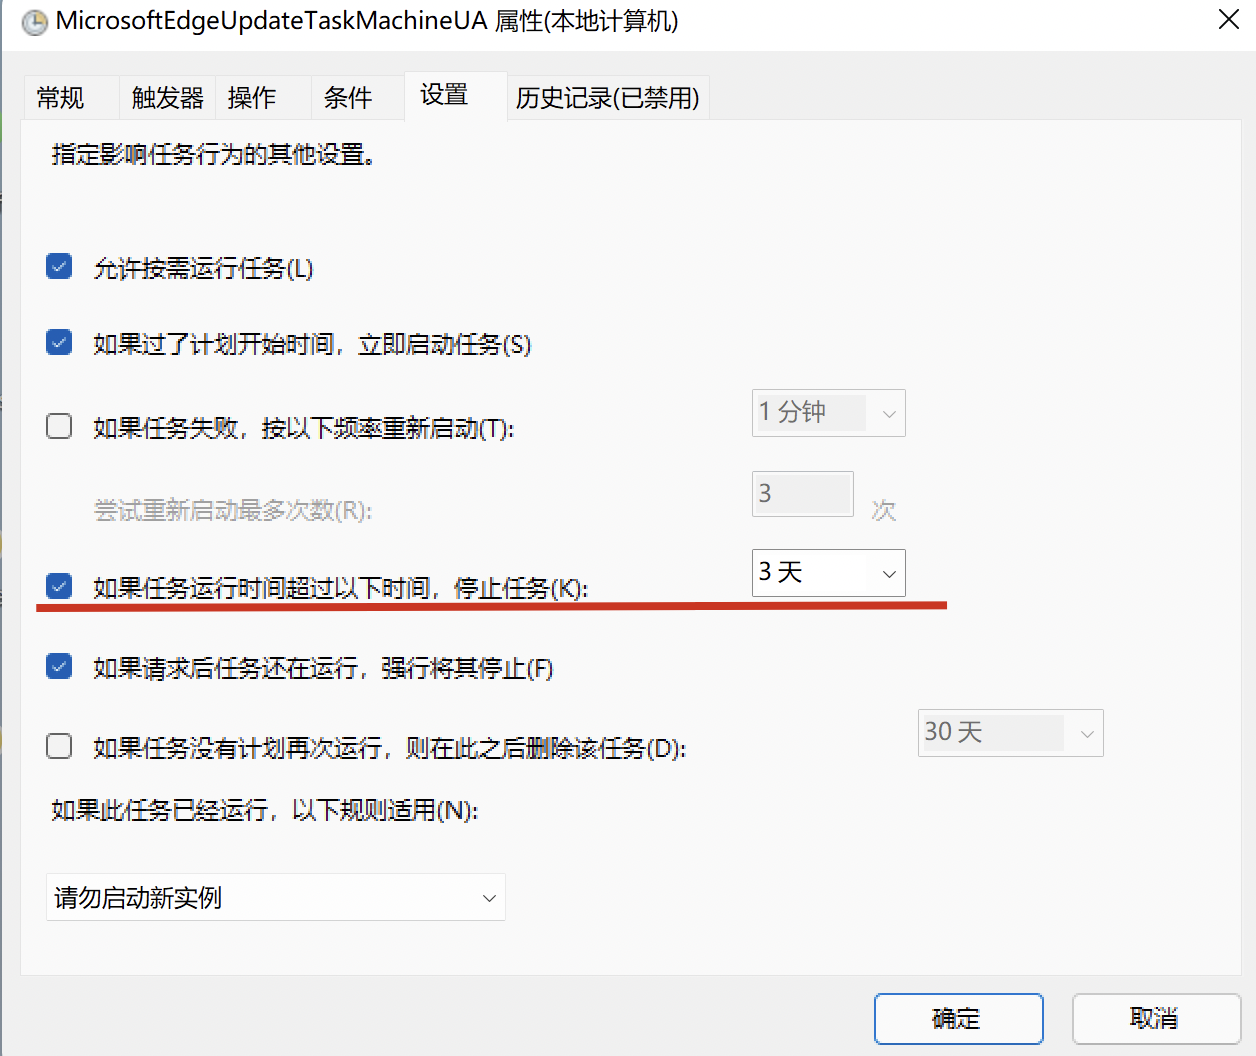 MicrosoftEdgeUpdateTaskMachineUA 属性(本地计算机)
常规 触发器 操作 条件 设置 历史记录(已禁用)
指定影响任务行为的其他设置。
允许按需运行任务(L)
如果过了计划开始时间，立即启动任务(S)
如果任务失败，按以下频率重新启动(T): 1 分钟
尝试重新启动最多次数(R): 3 次
如果任务运行时间超过以下时间，停止任务(K): 3 天
如果请求后任务还在运行，强行将其停止(F)
如果任务没有计划再次运行，则在此之后删除该任务(D): 30 天
如果此任务已经运行，以下规则适用(N):
请勿启动新实例
确定 取消